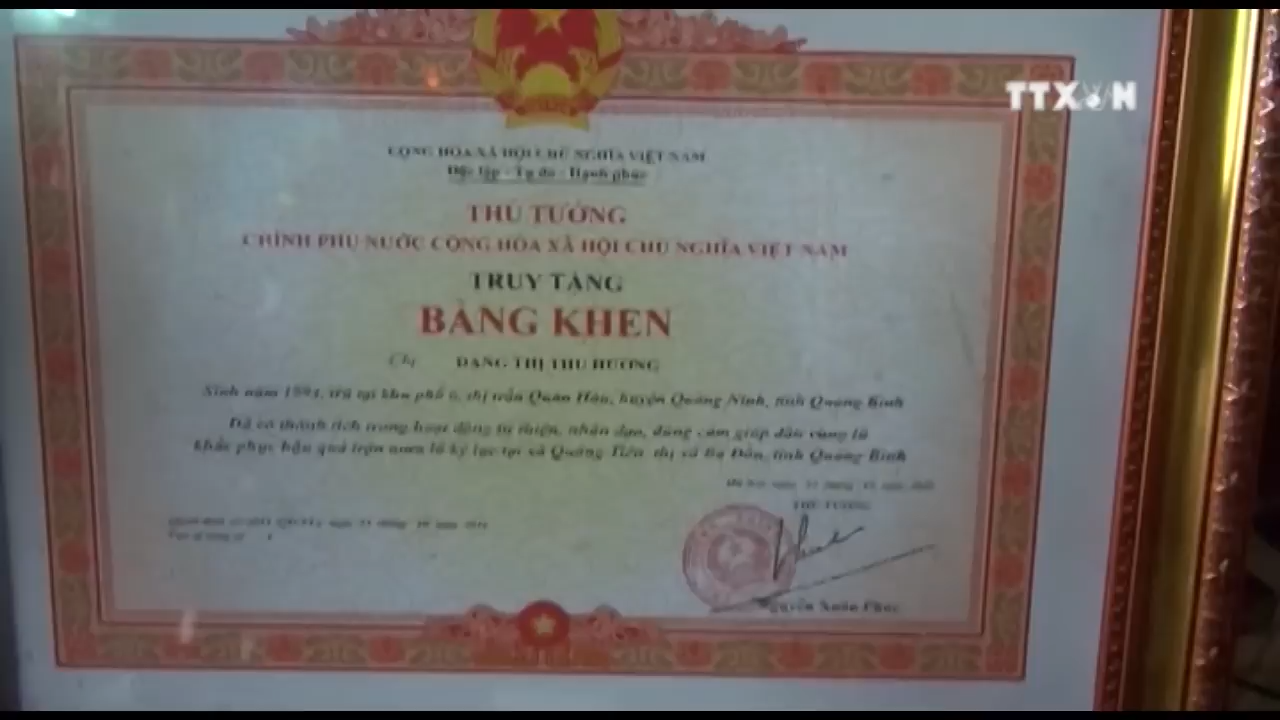 TTXVN
CỘNG HÒA XÃ HỘI CHỦ NGHĨA VIỆT NAM
Độc lập - Tự do - Hạnh phúc
THỦ TƯỚNG
CHÍNH PHỦ NƯỚC CỘNG HÒA XÃ HỘI CHỦ NGHĨA VIỆT NAM
TRUY TẶNG
BẰNG KHEN
Chị ĐẶNG THỊ THU HƯƠNG
Sinh năm trú tại khu phố thị trấn Quán Hàu, huyện Quảng Ninh, tỉnh Quảng Bình
Đã có thành tích trong hoạt động từ thiện, nhân đạo, dũng cảm giúp dân vùng lũ
khắc phục hậu quả trận mưa lũ kỷ lục tại xã Quảng Tiên, thị xã Ba Đồn, tỉnh Quảng Bình
THỦ TƯỚNG
Nguyễn Xuân Phúc